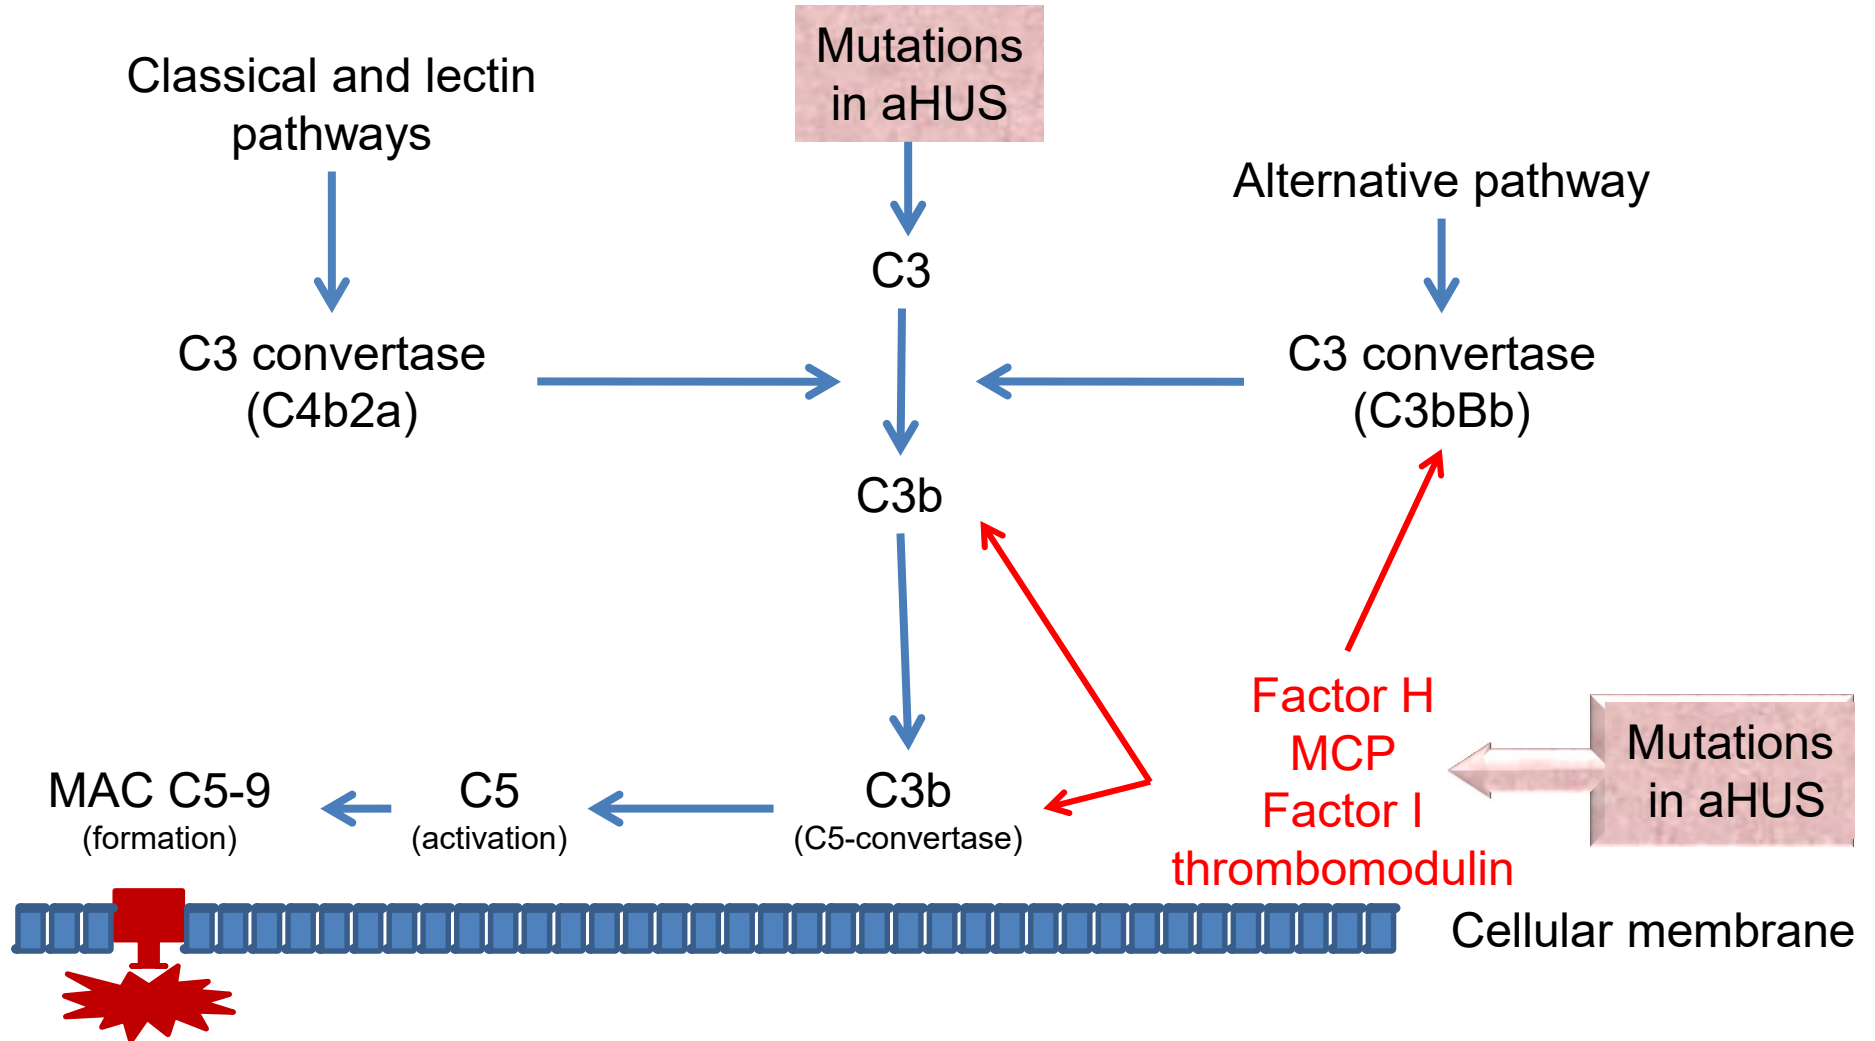 Mutations
in aHUS
Classical and lectin
pathways
Alternative pathway
C3
C3 convertase
(C4b2a)
C3 convertase
(C3bBb)
C3b
Factor H
MCP
Factor I
thrombomodulin
Mutations
in aHUS
MAC C5-9
(formation)
C5
(activation)
C3b
(C5-convertase)
Cellular membrane